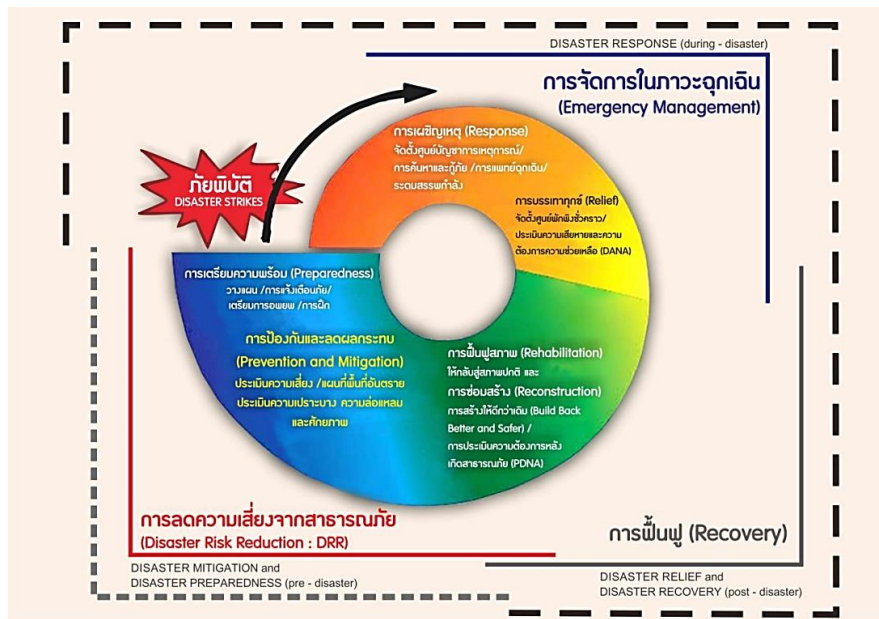 DISASTER RESPONSE (during - disaster)
การจัดการในภาวะฉุกเฉิน
(Emergency Management)
การเผชิญเหตุ (Response)
จัดตั้งศูนย์บัญชาการเหตุการณ์/
การค้นหาและกู้ภัย /การแพทย์ฉุกเฉิน/
ระดมสรรพกำลัง
ภัยพิบัติ
DISASTER STRIKES
การบรรเทาทุกข์ (Relief)
จัดตั้งศูนย์พักพิงชั่วคราว/
ประเมินความเสียหายและความ
ต้องการความช่วยเหลือ (DANA)
การเตรียมความพร้อม (Preparedness)
วางแผน /การแจ้งเตือนภัย/
เตรียมการอพยพ /การฝึก
การป้องกันและลดผลกระทบ
(Prevention and Mitigation)
ประเมินความเสี่ยง /แผนที่พื้นที่อันตราย
ประเมินความเปราะบาง ความล่อแหลม
และศักยภาพ
การฟื้นฟูสภาพ (Rehabilitation)
ให้กลับสู่สภาพปกติ และ
การซ่อมสร้าง (Reconstruction)
การสร้างให้ดีกว่าเดิม (Build Back
Better and Safer) /
การประเมินความต้องการหลัง
เกิดสาธารณภัย (PDNA)
การลดความเสี่ยงจากสาธารณภัย
(Disaster Risk Reduction : DRR)
การฟื้นฟู (Recovery)
DISASTER MITIGATION and
DISASTER PREPAREDNESS (pre - disaster)
DISASTER RELIEF and
DISASTER RECOVERY (post - disaster)